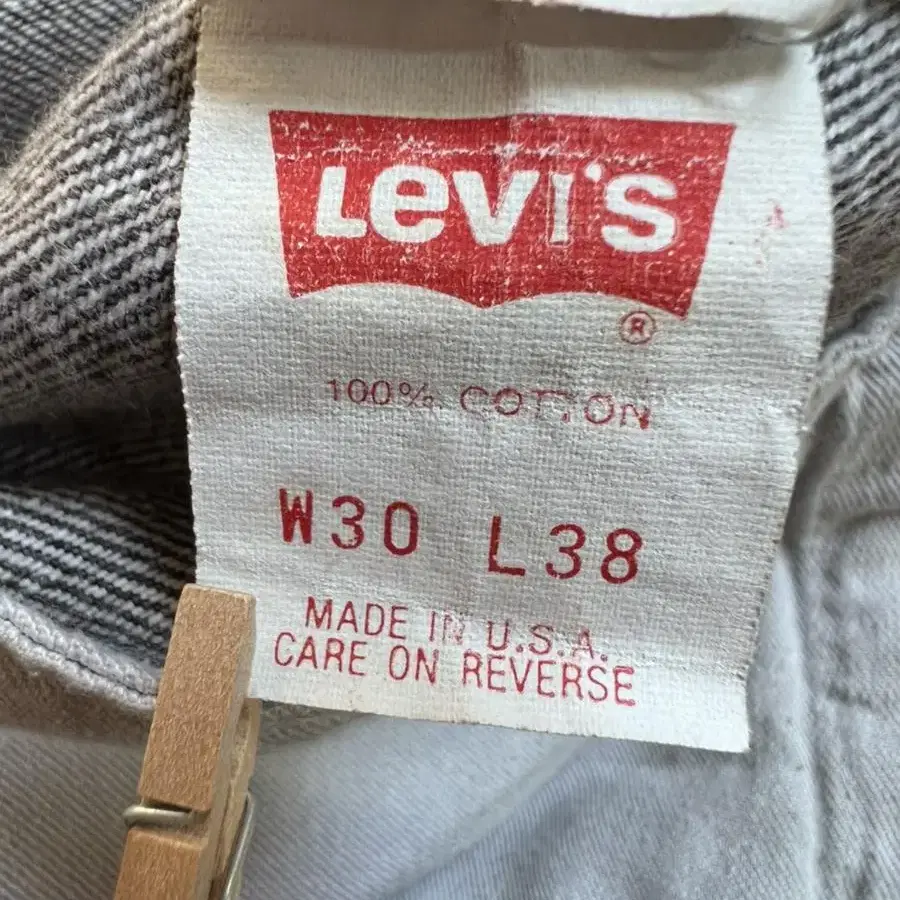 Levi's
®
100% COTTON
W30 L38
MADE IN U.S.A.
CARE ON REVERSE